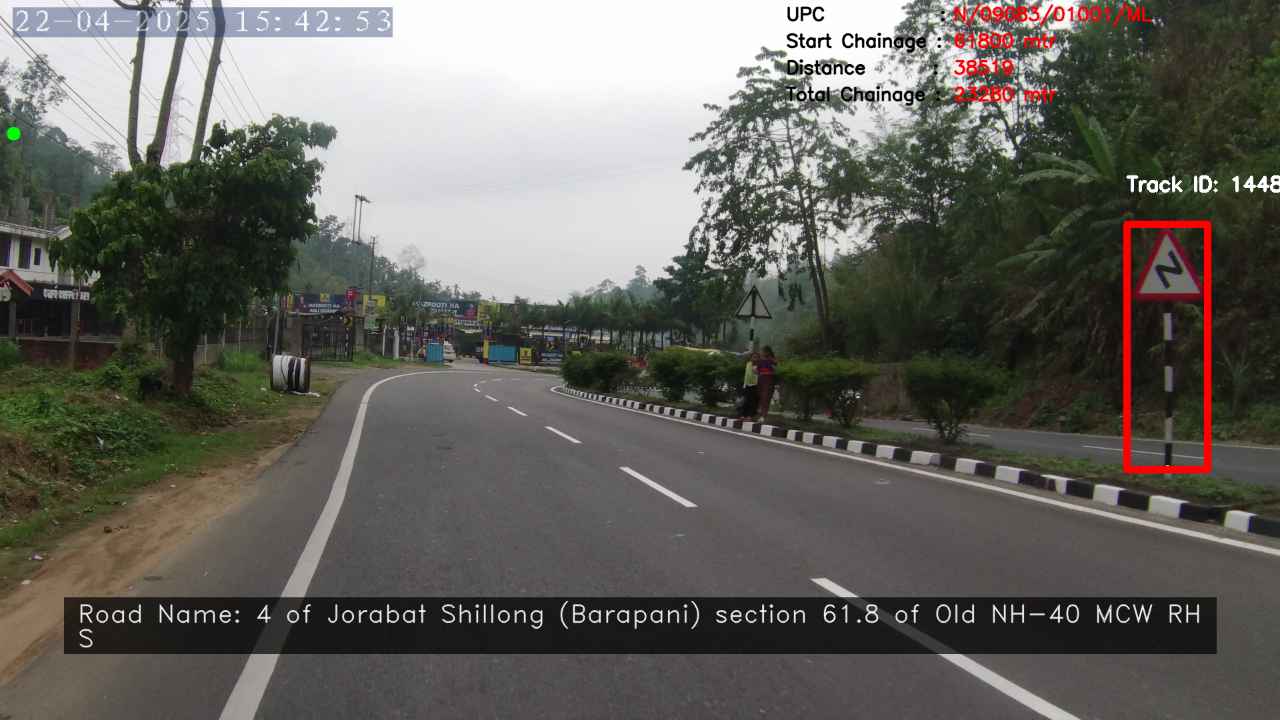 22-04-2025 15:42:53
UPC : N/09083/01001/ML
Start Chainage : 61800 mtr
Distance : 38519
Total Chainage : 23280 mtr
Track ID: 1448
Road Name: 4 of Jorabat Shillong (Barapani) section 61.8 of Old NH-40 MCW RH
S